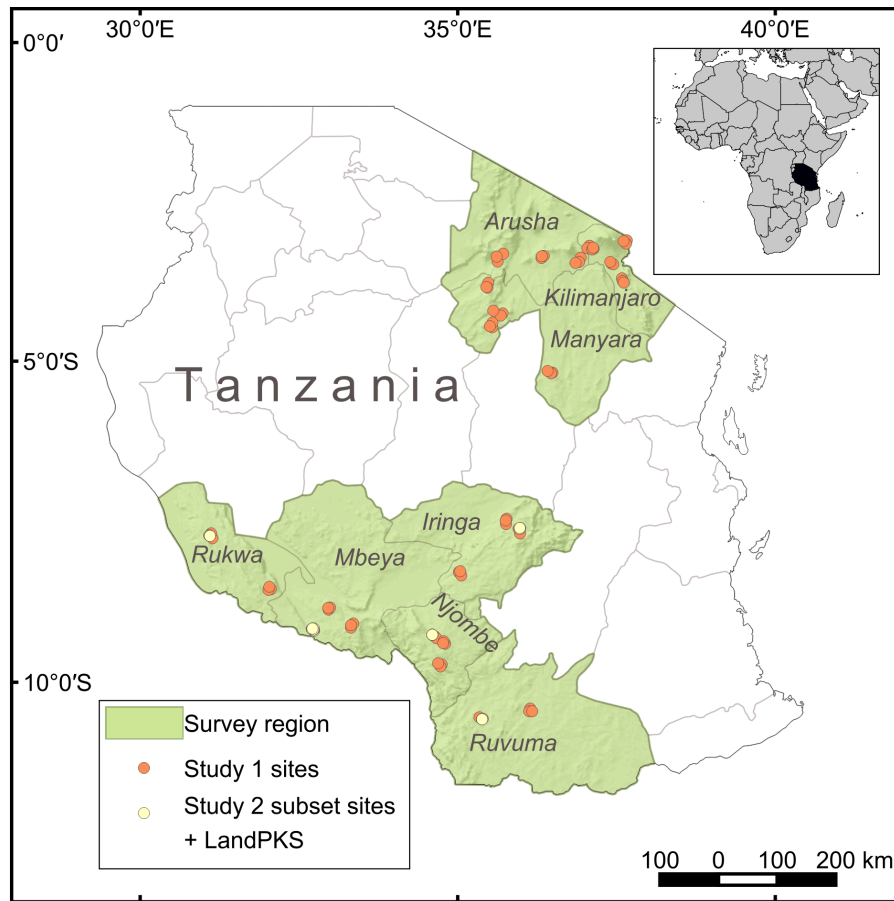 30°0′E 35°0′E 40°0′E
0°0′
Arusha
Kilimanjaro
Manyara
5°0′S
Tanzania
Iringa
Rukwa
Mbeya
Njombe
10°0′S
Ruvuma
Survey region
Study 1 sites
Study 2 subset sites
+ LandPKS
100 0 100 200 km